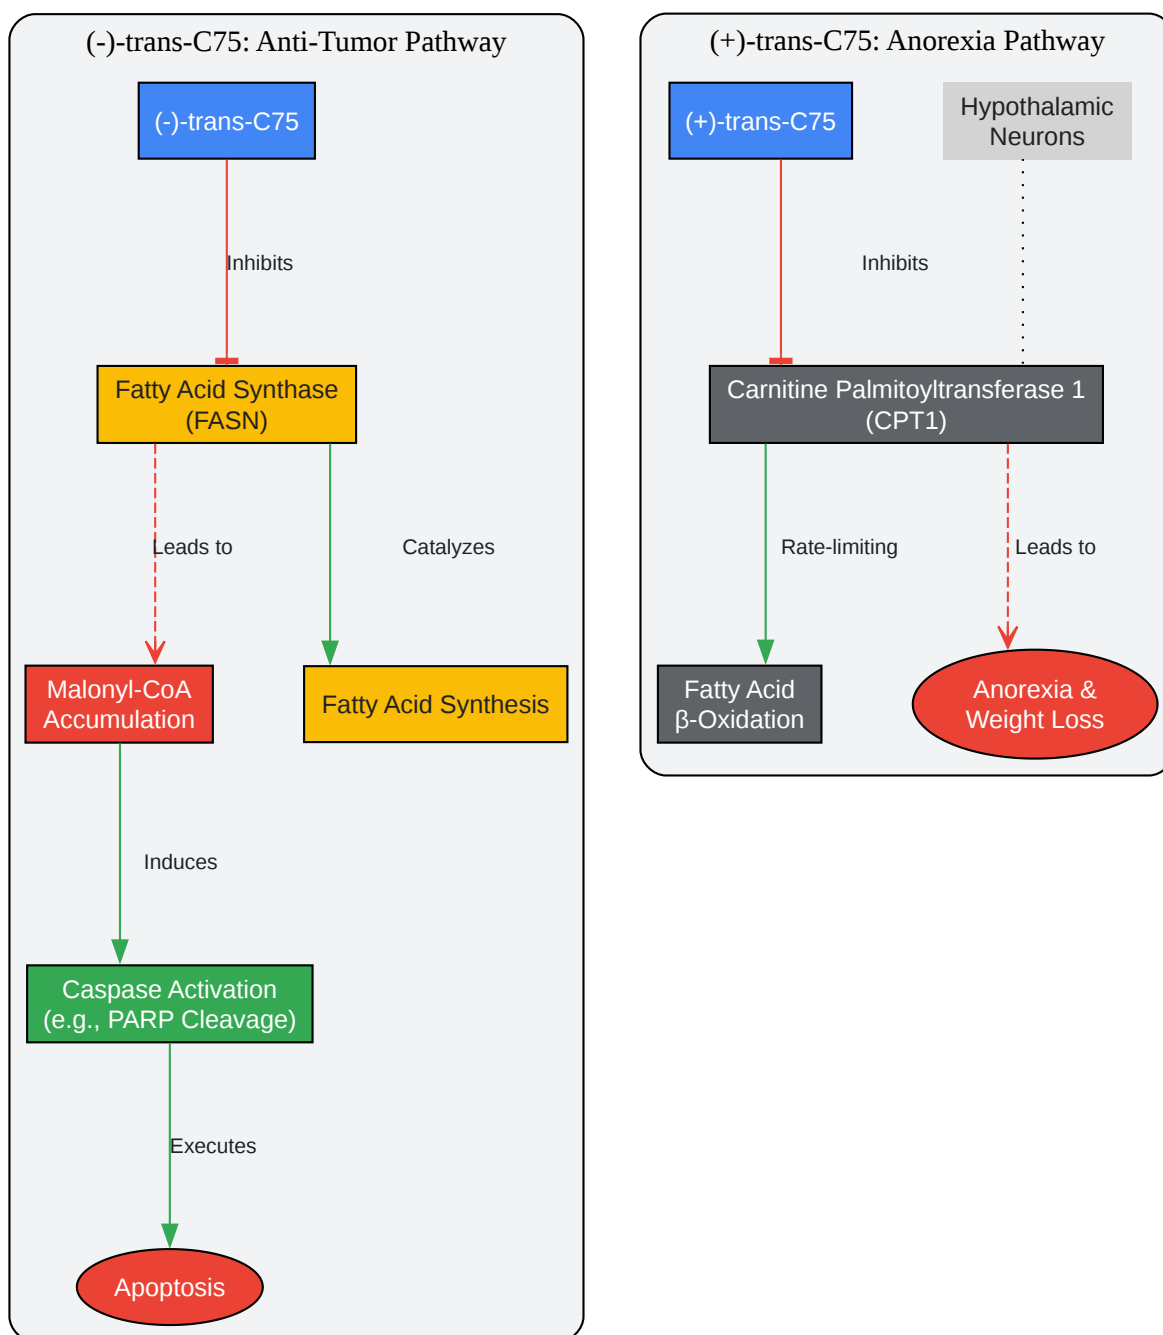 (-)-trans-C75: Anti-Tumor Pathway
(-)-trans-C75
Inhibits
Fatty Acid Synthase
(FASN)
Leads to
Catalyzes
Malonyl-CoA
Accumulation
Fatty Acid Synthesis
Induces
Caspase Activation
(e.g., PARP Cleavage)
Executes
Apoptosis
(+)-trans-C75: Anorexia Pathway
(+)-trans-C75
Hypothalamic
Neurons
Inhibits
Carnitine Palmitoyltransferase 1
(CPT1)
Rate-limiting
Leads to
Fatty Acid
β-Oxidation
Anorexia &
Weight Loss